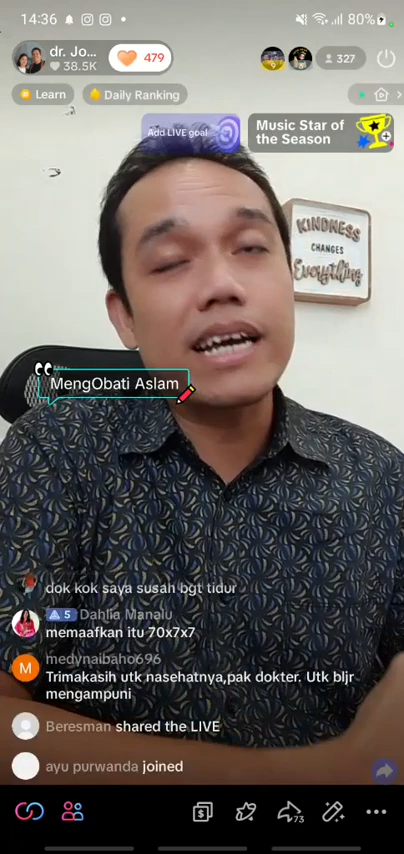 14:36
80%
dr. Jo...
38.5K
479
327
Learn
Daily Ranking
Add LIVE goal
Music Star of
the Season
KINDNESS
CHANGES
Everything
MengObati Aslam
dok kok saya susah bgt tidur
5 Dahlia Manalu
memaafkan itu 70x7x7
M
medynaibaho696
Trimakasih utk nasehatnya,pak dokter. Utk bljr
mengampuni
Beresman shared the LIVE
ayu purwanda joined
73